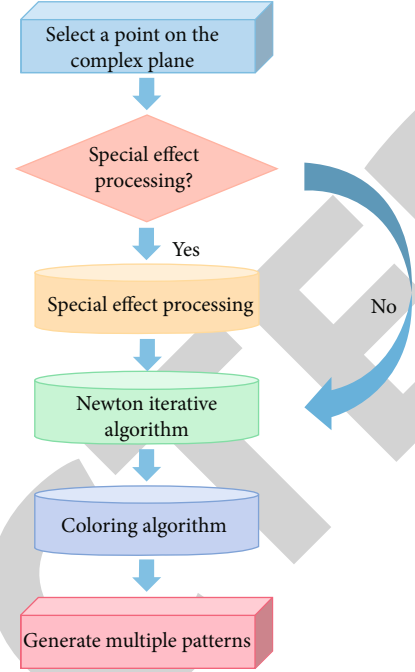 Select a point on the
complex plane
Special effect
processing?
Yes
Special effect processing
No
Newton iterative
algorithm
Coloring algorithm
Generate multiple patterns